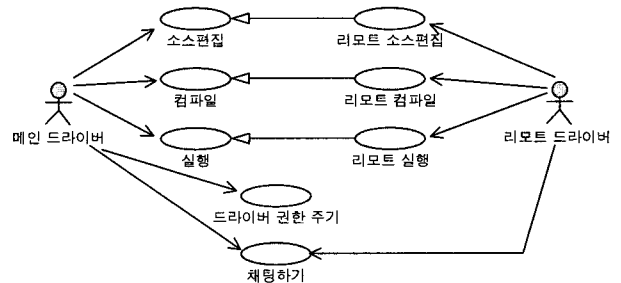 소스편집
리모트 소스편집
컴파일
리모트 컴파일
메인 드라이버
리모트 드라이버
실행
리모트 실행
드라이버 권한 주기
채팅하기